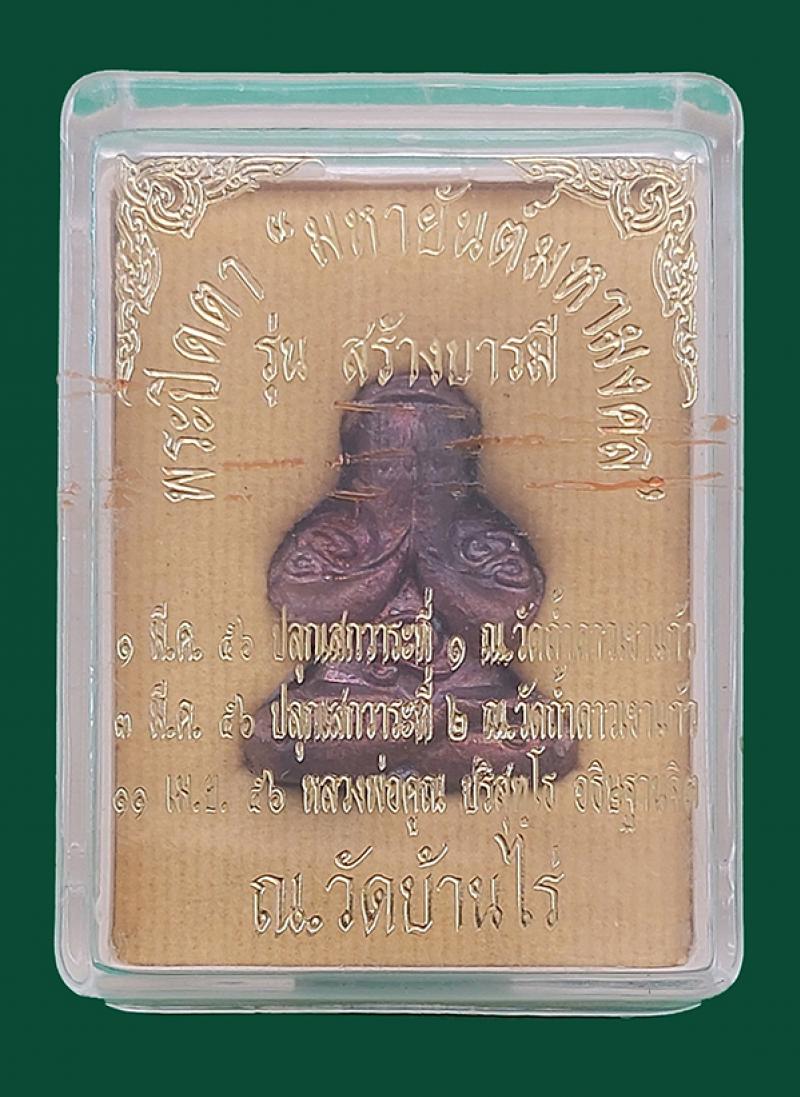 พระปิดตา "มหายันต์มหามงคล"
รุ่น สร้างบารมี
๑ มี.ค. ๕๖ ปลุกเสกวาระที่ ๑ ณ.วัดถ้ำดาวเขาแก้ว
๓ มี.ค. ๕๖ ปลุกเสกวาระที่ ๒ ณ.วัดถ้ำดาวเขาแก้ว
๑๑ เม.ย. ๕๖ หลวงพ่อคูณ ปริสุทฺโธ อธิษฐานจิต
ณ.วัดบ้านไร่